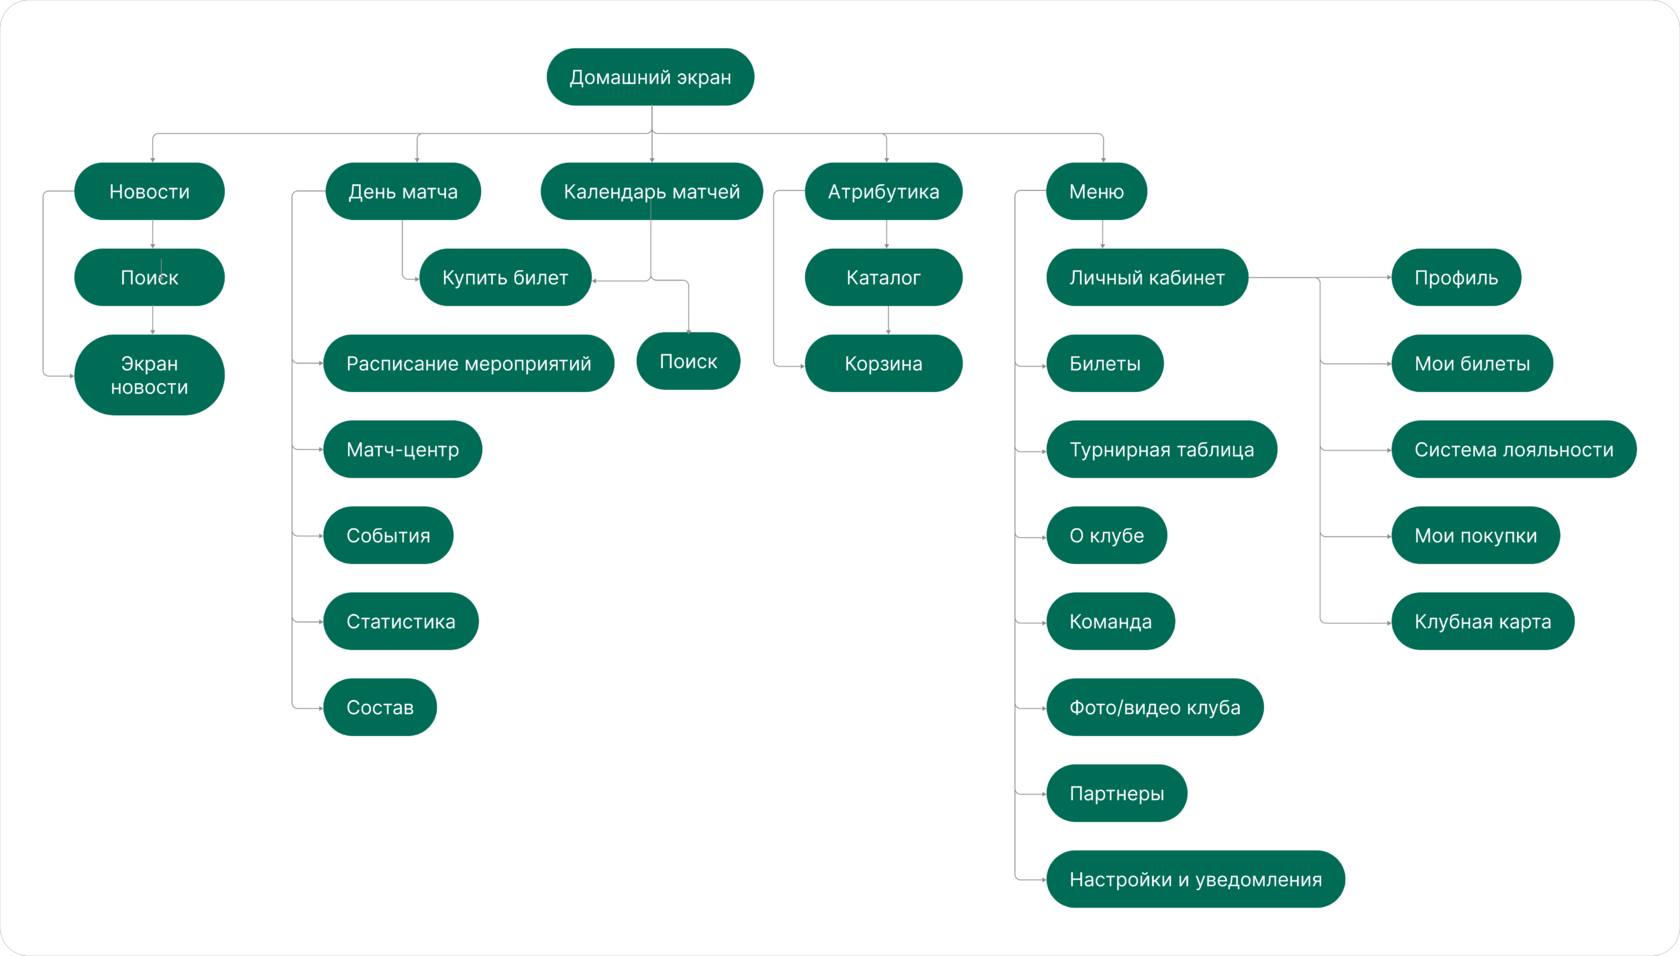 Домашний экран
Новости
День матча
Календарь матчей
Атрибутика
Меню
Поиск
Купить билет
Каталог
Личный кабинет
Профиль
Экран
новости
Расписание мероприятий
Поиск
Корзина
Билеты
Мои билеты
Матч-центр
Турнирная таблица
Система лояльности
События
О клубе
Мои покупки
Статистика
Команда
Клубная карта
Состав
Фото/видео клуба
Партнеры
Настройки и уведомления